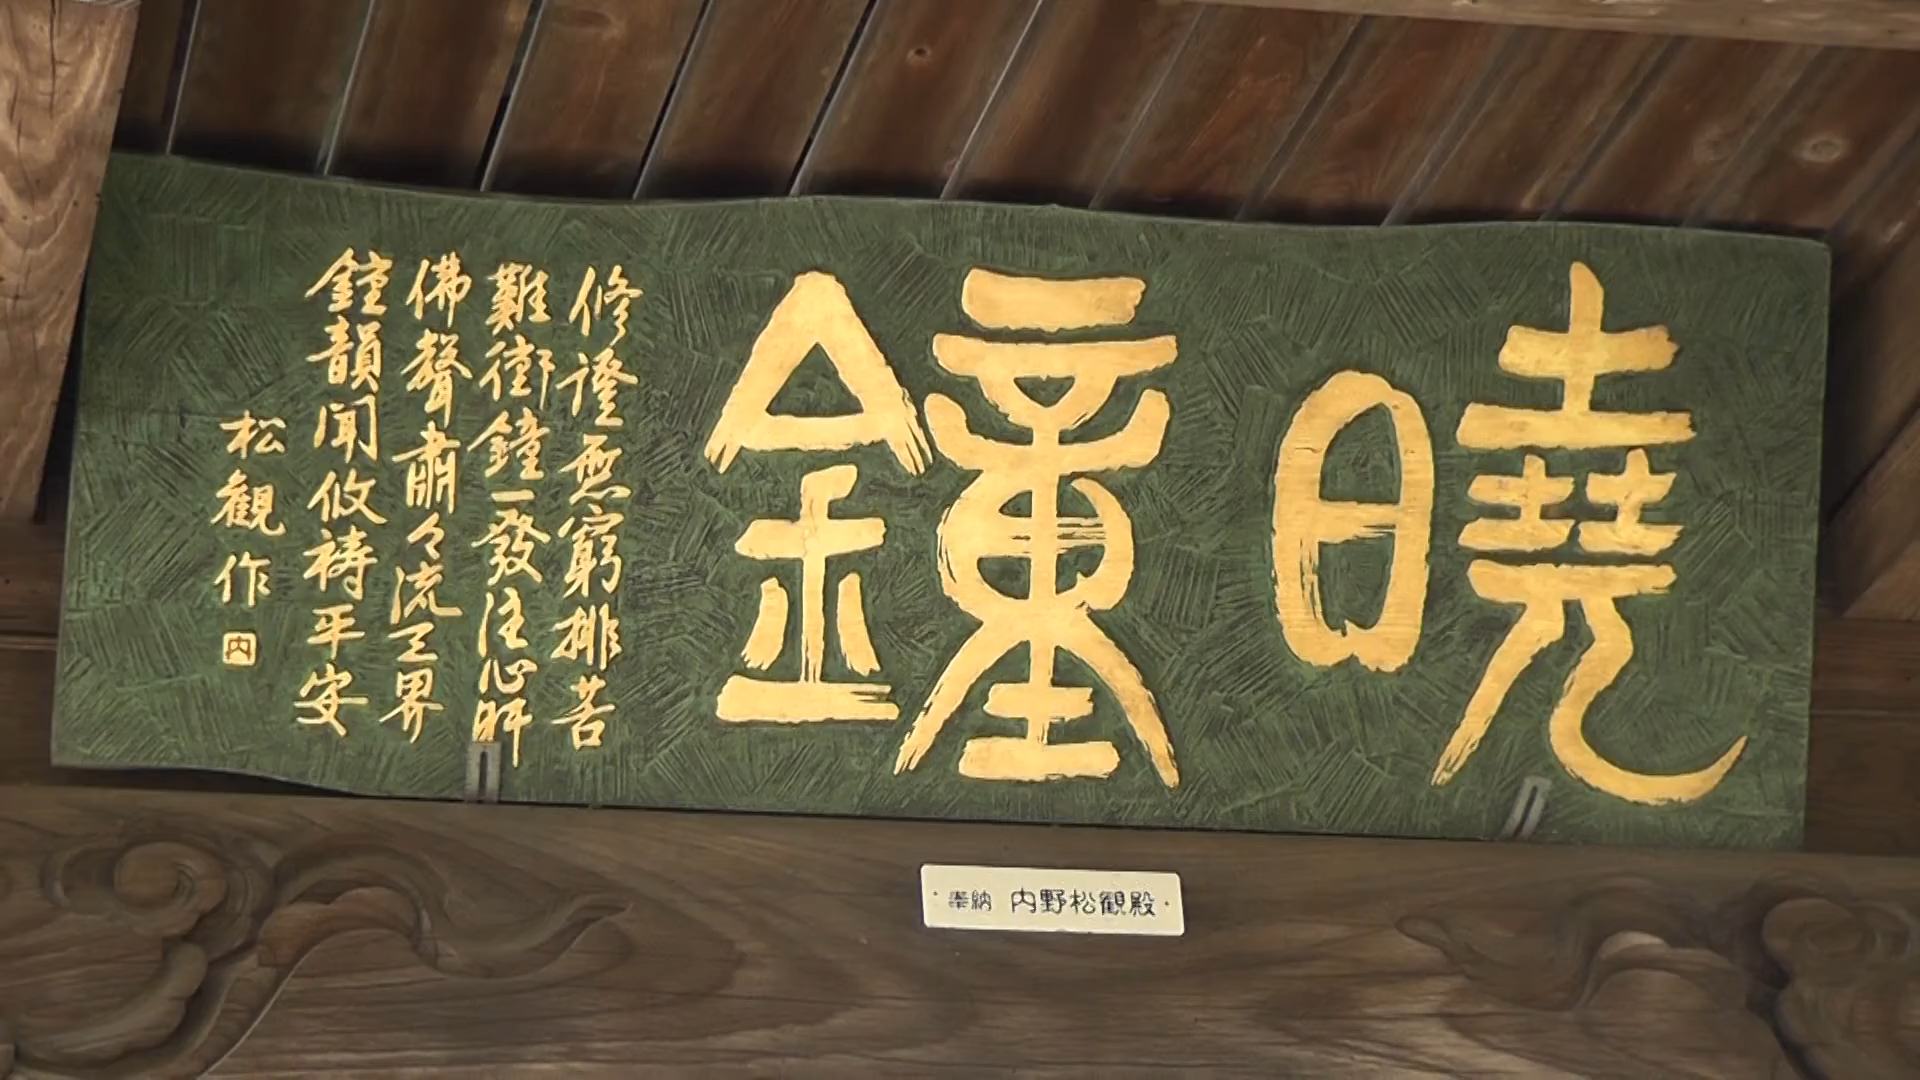 曉鐘
修證無窮排苦
難衝鐘一發注心肝
佛聲肅々流三界
鐘韻聞攸祷平安
松観作
内
奉納 内野松観殿